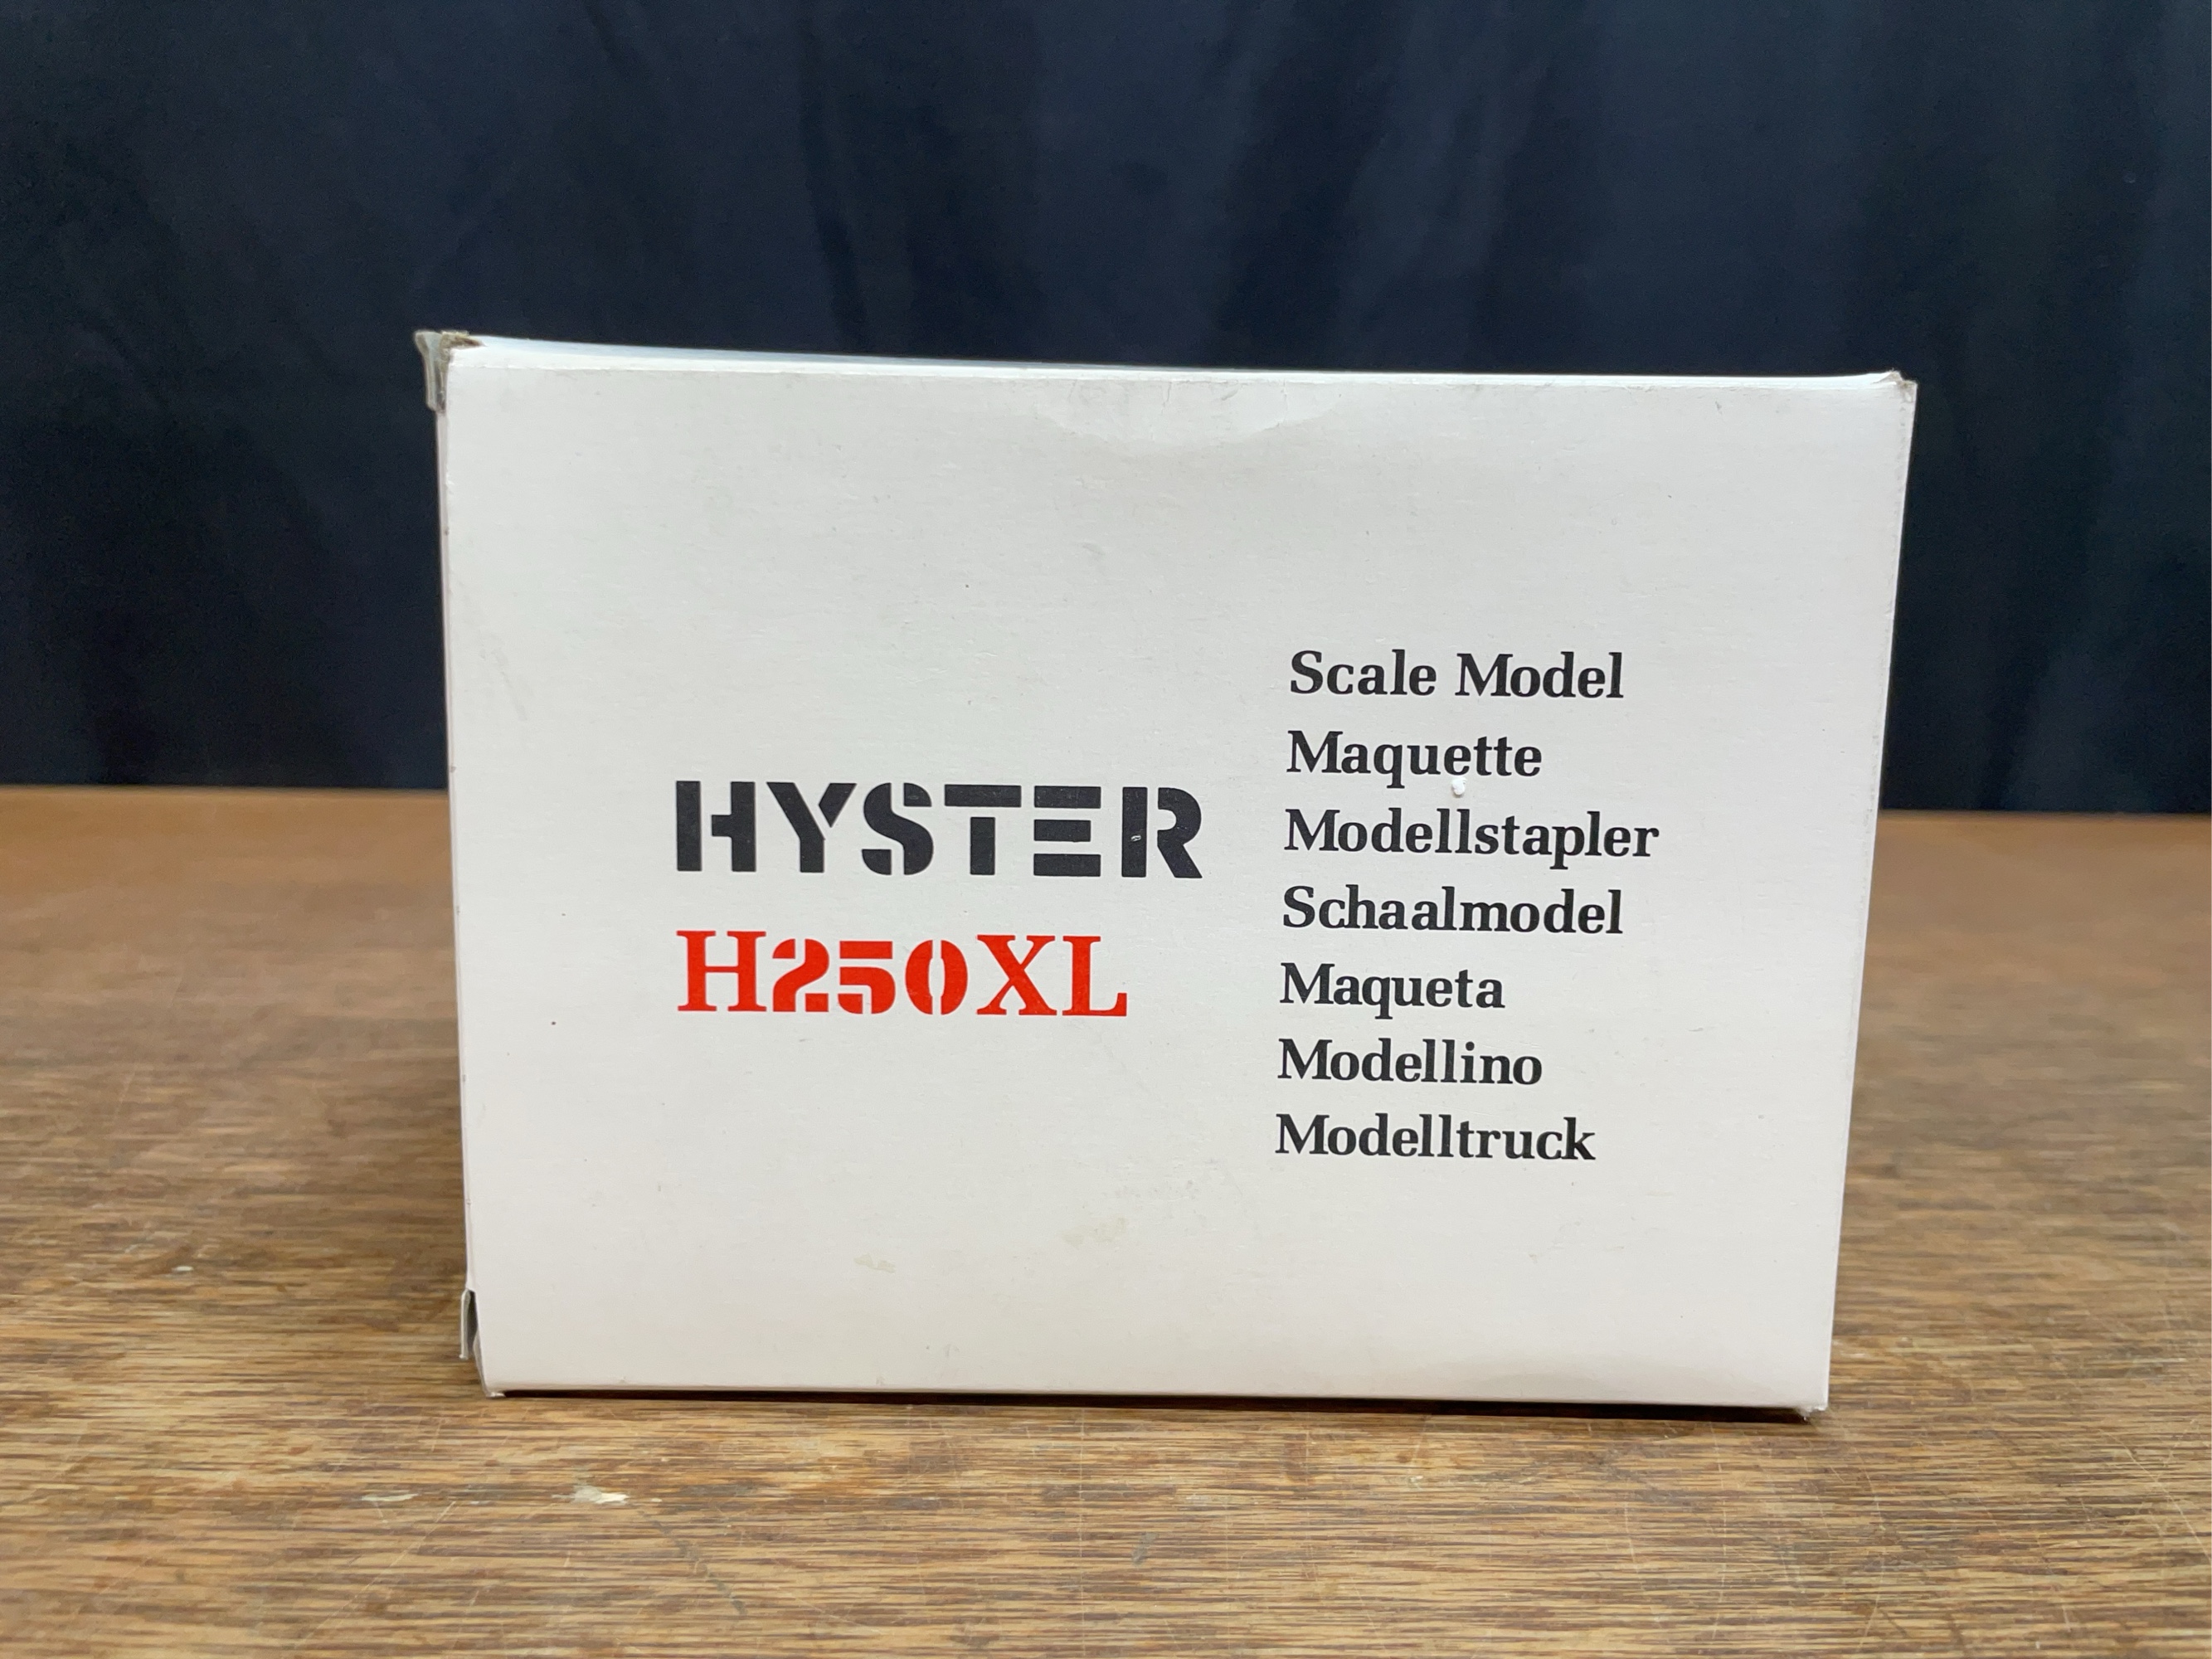 HYSTER
H250XL
Scale Model
Maquette
Modellstapler
Schaalmodel
Maqueta
Modellino
Modelltruck